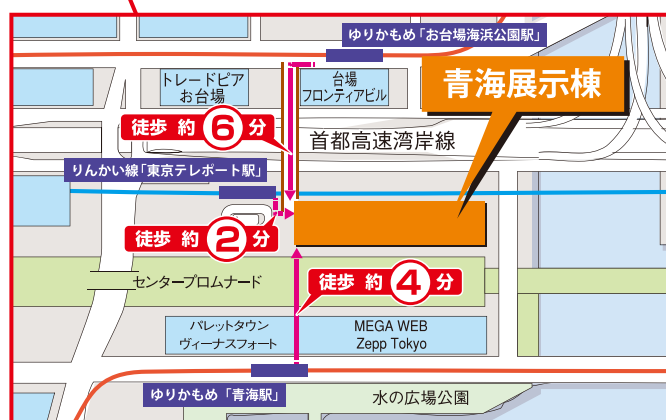 ゆりかもめ「お台場海浜公園駅」
トレードピア
お台場
台場
フロンティアビル
青海展示棟
徒歩 約 6 分
首都高速湾岸線
りんかい線「東京テレポート駅」
徒歩 約 2 分
センタープロムナード
徒歩 約 4 分
パレットタウン
ヴィーナスフォート
MEGA WEB
Zepp Tokyo
ゆりかもめ「青海駅」
水の広場公園